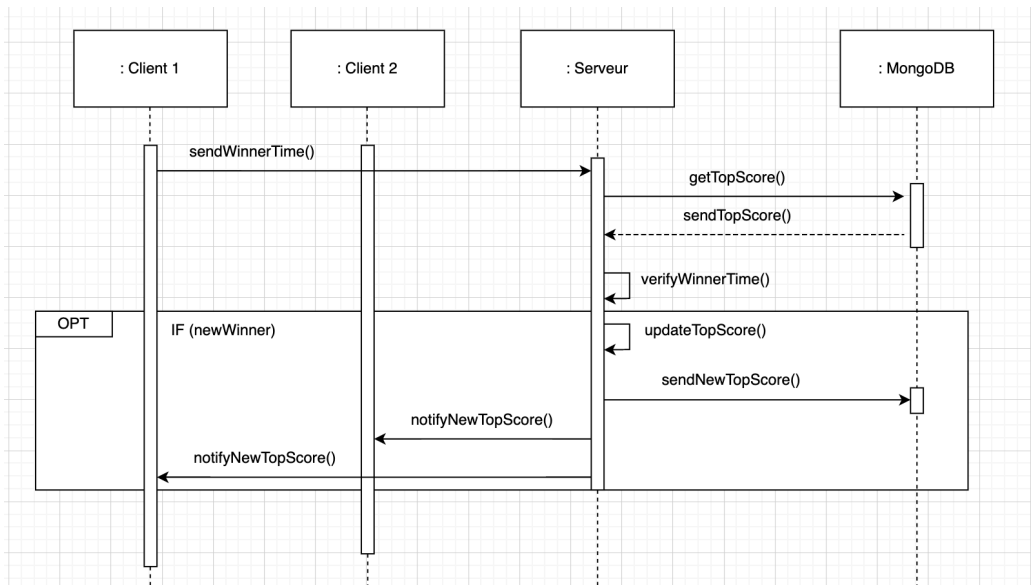 : Client 1
: Client 2
: Serveur
: MongoDB
sendWinnerTime()
getTopScore()
sendTopScore()
verifyWinnerTime()
OPT
IF (newWinner)
updateTopScore()
sendNewTopScore()
notifyNewTopScore()
notifyNewTopScore()